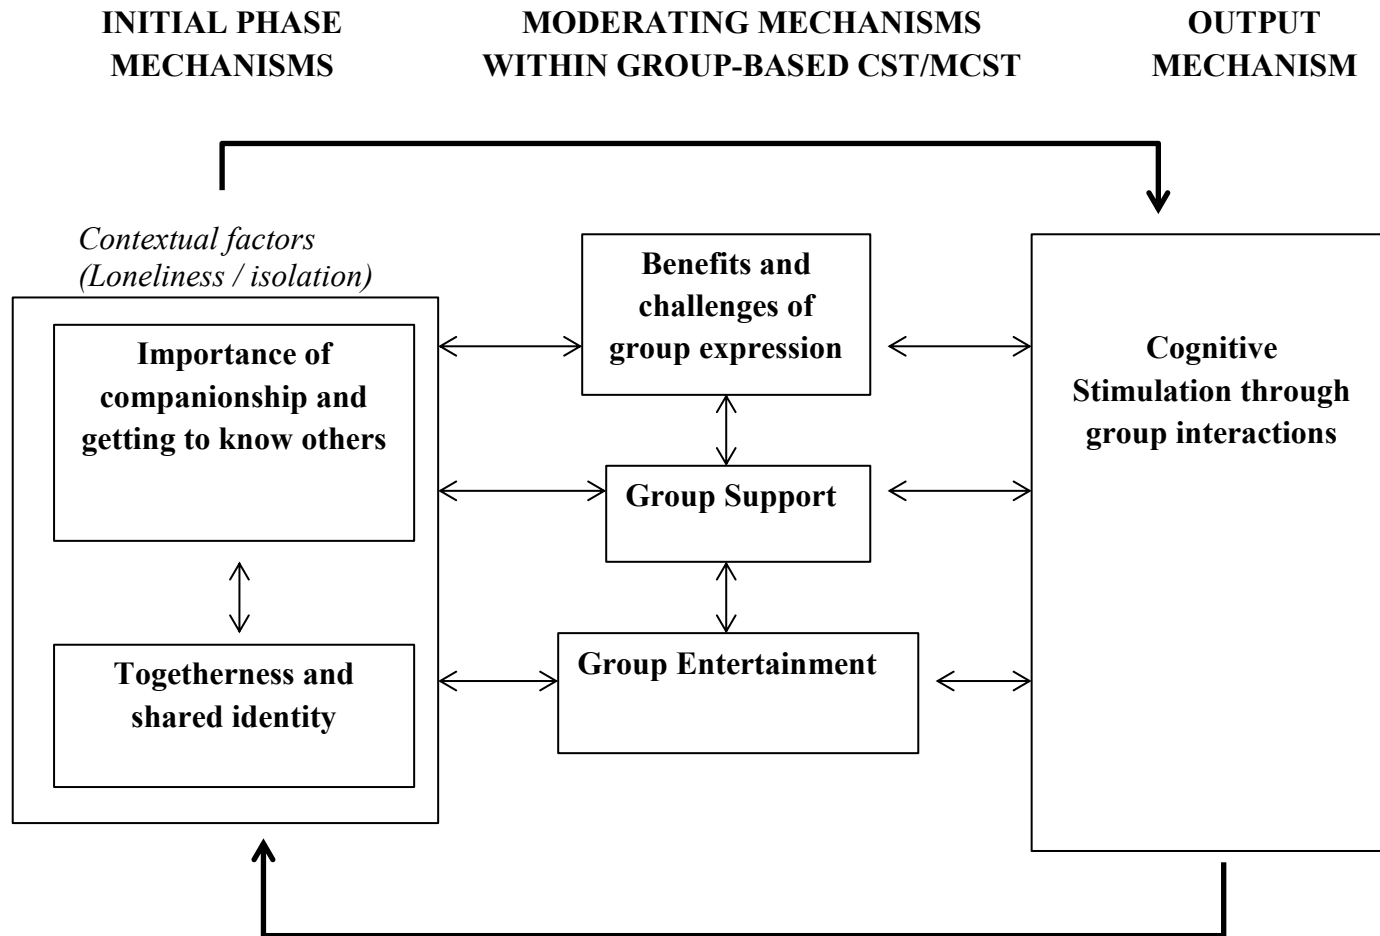 INITIAL PHASE
MECHANISMS
MODERATING MECHANISMS
WITHIN GROUP-BASED CST/MCST
OUTPUT
MECHANISM
Contextual factors
(Loneliness / isolation)
Importance of
companionship and
getting to know others
Togetherness and
shared identity
Benefits and
challenges of
group expression
Group Support
Group Entertainment
Cognitive
Stimulation through
group interactions